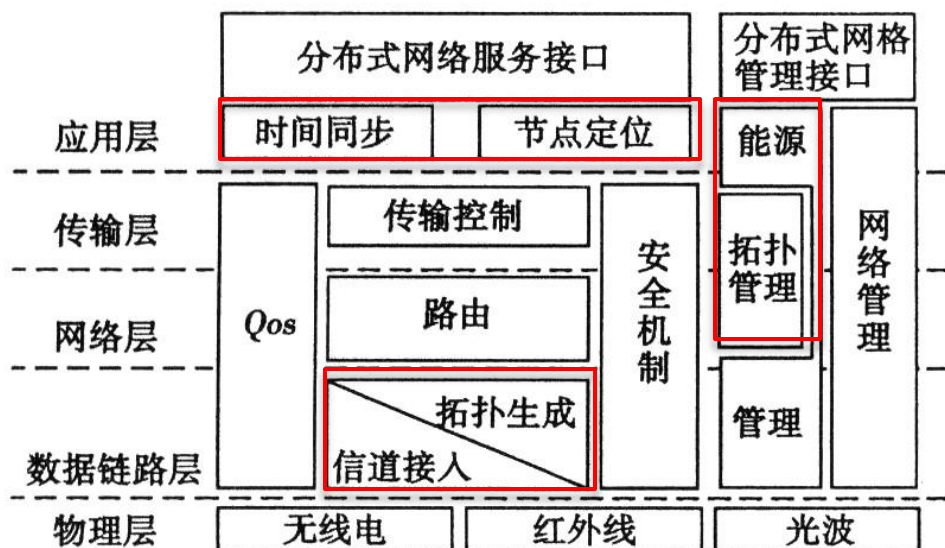 分布式网络服务接口
分布式网格
管理接口
应用层
时间同步
节点定位
能源
传输层
传输控制
拓扑
管理
网络管理
安全机制
Qos
网络层
路由
管理
拓扑生成
信道接入
数据链路层
物理层
无线电
红外线
光波